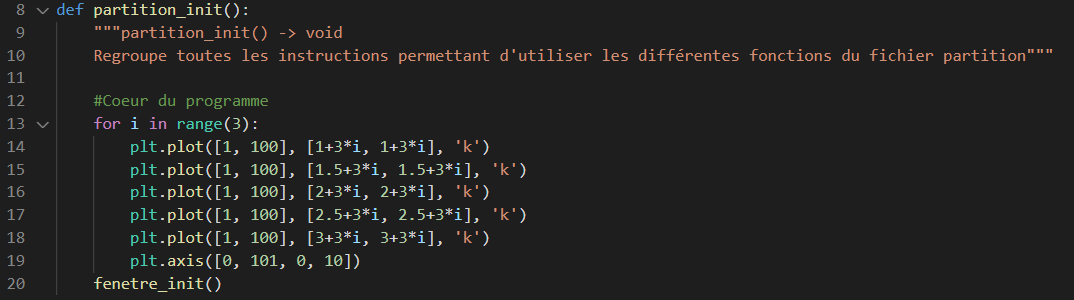 8 def partition_init():
9 """partition_init() -> void
10 Regroupe toutes les instructions permettant d'utiliser les différentes fonctions du fichier partition"""
11
12 #Coeur du programme
13 for i in range(3):
14 plt.plot([1, 100], [1+3*i, 1+3*i], 'k')
15 plt.plot([1, 100], [1.5+3*i, 1.5+3*i], 'k')
16 plt.plot([1, 100], [2+3*i, 2+3*i], 'k')
17 plt.plot([1, 100], [2.5+3*i, 2.5+3*i], 'k')
18 plt.plot([1, 100], [3+3*i, 3+3*i], 'k')
19 plt.axis([0, 101, 0, 10])
20 fenetre_init()